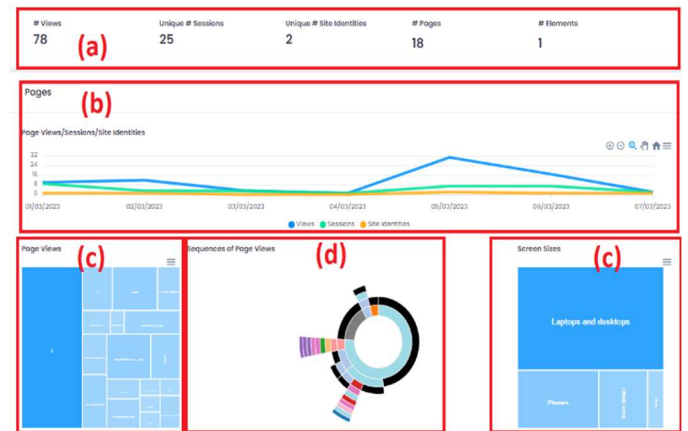 # Views
Unique # Sessions
Unique # Site Identities
# Pages
# Elements
78
25
2
18
1
(a)
Pages
(b)
Page Views/Sessions/Site Identities
32
24
16
8
0
01/03/2023
02/03/2023
03/03/2023
04/03/2023
05/03/2023
06/03/2023
07/03/2023
Views
Sessions
Site Identities
Page Views
(c)
Sequences of Page Views
(d)
Screen Sizes
(c)
/
Laptops and desktops
Phones